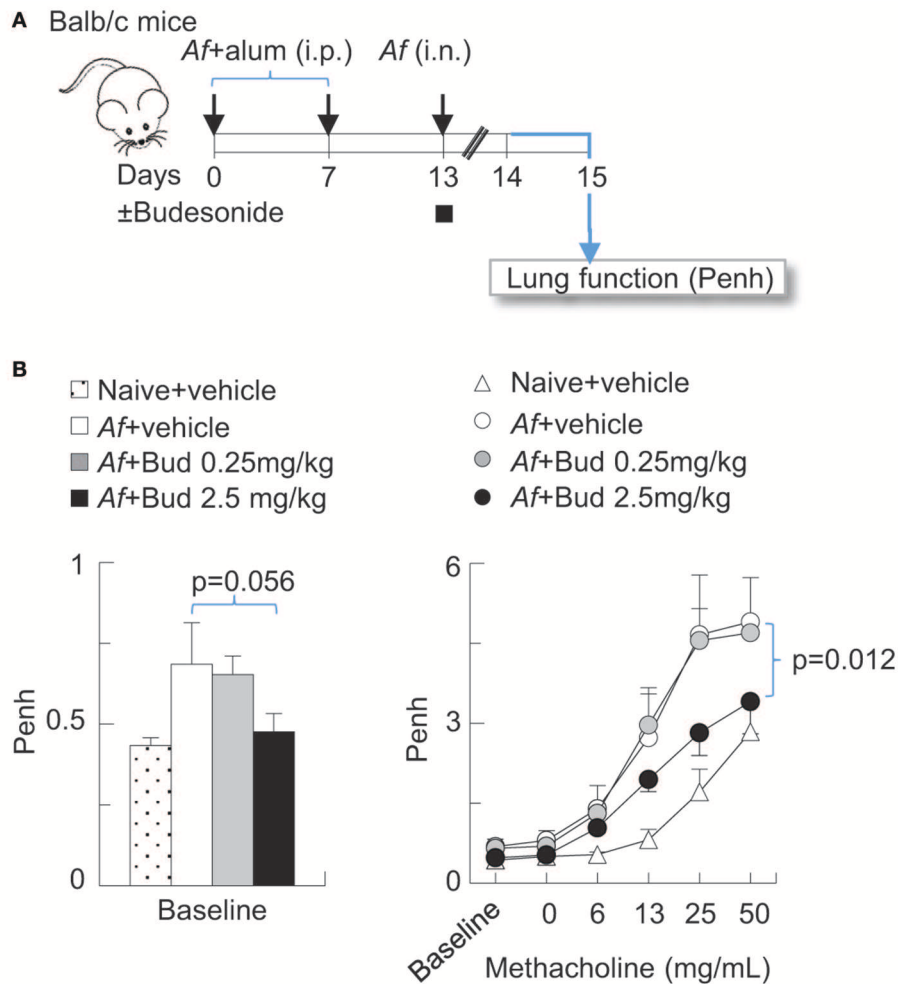 A Balb/c mice
Af+alum (i.p.) Af (i.n.)
Days 0 7 13 14 15
±Budesonide
Lung function (Penh)
B
Naive+vehicle
Af+vehicle
Af+Bud 0.25mg/kg
Af+Bud 2.5 mg/kg
Naive+vehicle
Af+vehicle
Af+Bud 0.25mg/kg
Af+Bud 2.5mg/kg
1
p=0.056
0.5
0
Penh
Baseline
6
3
0
Penh
p=0.012
Baseline 0 6 13 25 50
Methacholine (mg/mL)